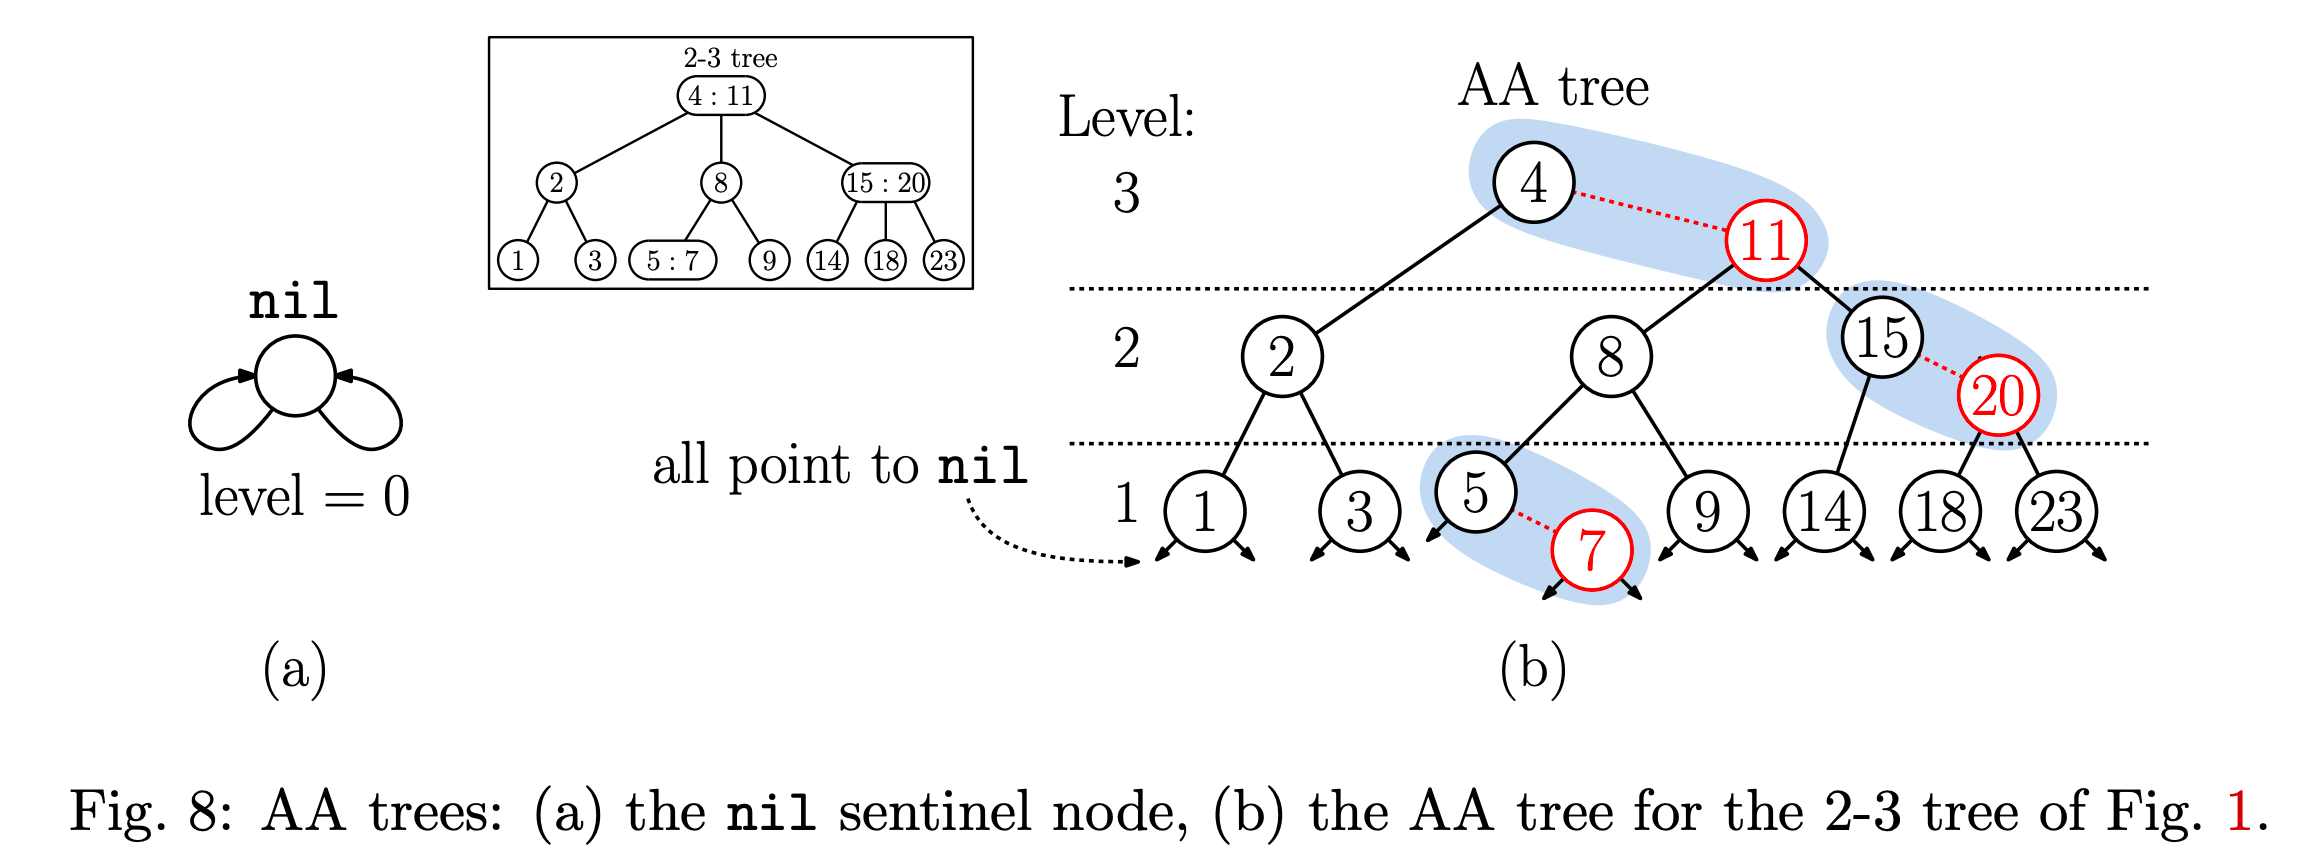 2-3 tree
4 : 11
2 8 15 : 20
1 3 5 : 7 9 14 18 23
nil
level = 0
(a)
AA tree
Level:
3
4
11
2
2 8 15 20
all point to nil
1
1 3 5 7 9 14 18 23
(b)
Fig. 8: AA trees: (a) the nil sentinel node, (b) the AA tree for the 2-3 tree of Fig. 1.